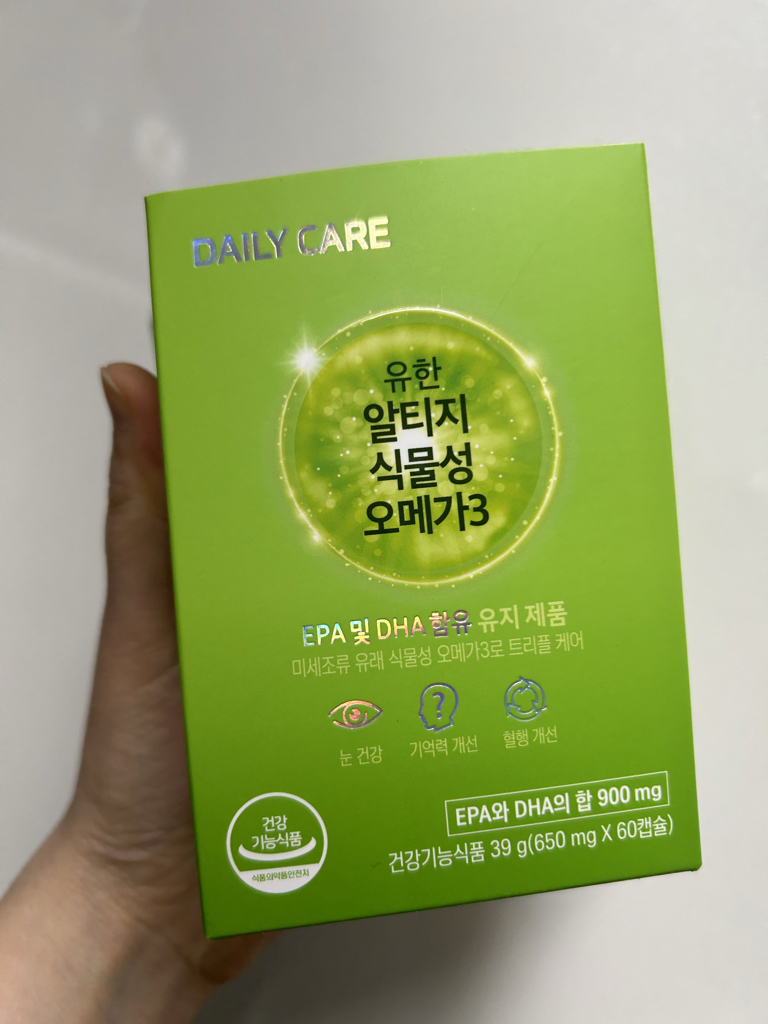 DAILY CARE
유한
알티지
식물성
오메가3
EPA 및 DHA 함유 유지 제품
미세조류 유래 식물성 오메가3로 트리플 케어
?
눈 건강
기억력 개선
혈행 개선
EPA와 DHA의 합 900 mg
건강기능식품 39 g(650 mg X 60캡슐)
건강
기능식품
식품의약품안전처